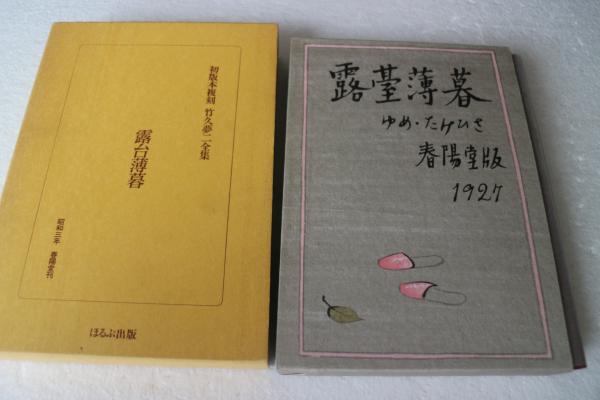 初版本複刻 竹久夢二全集
露台薄暮
昭和三年 春陽堂刊
ほるぷ出版
露臺薄暮
ゆめ・たけひさ
春陽堂版
1927